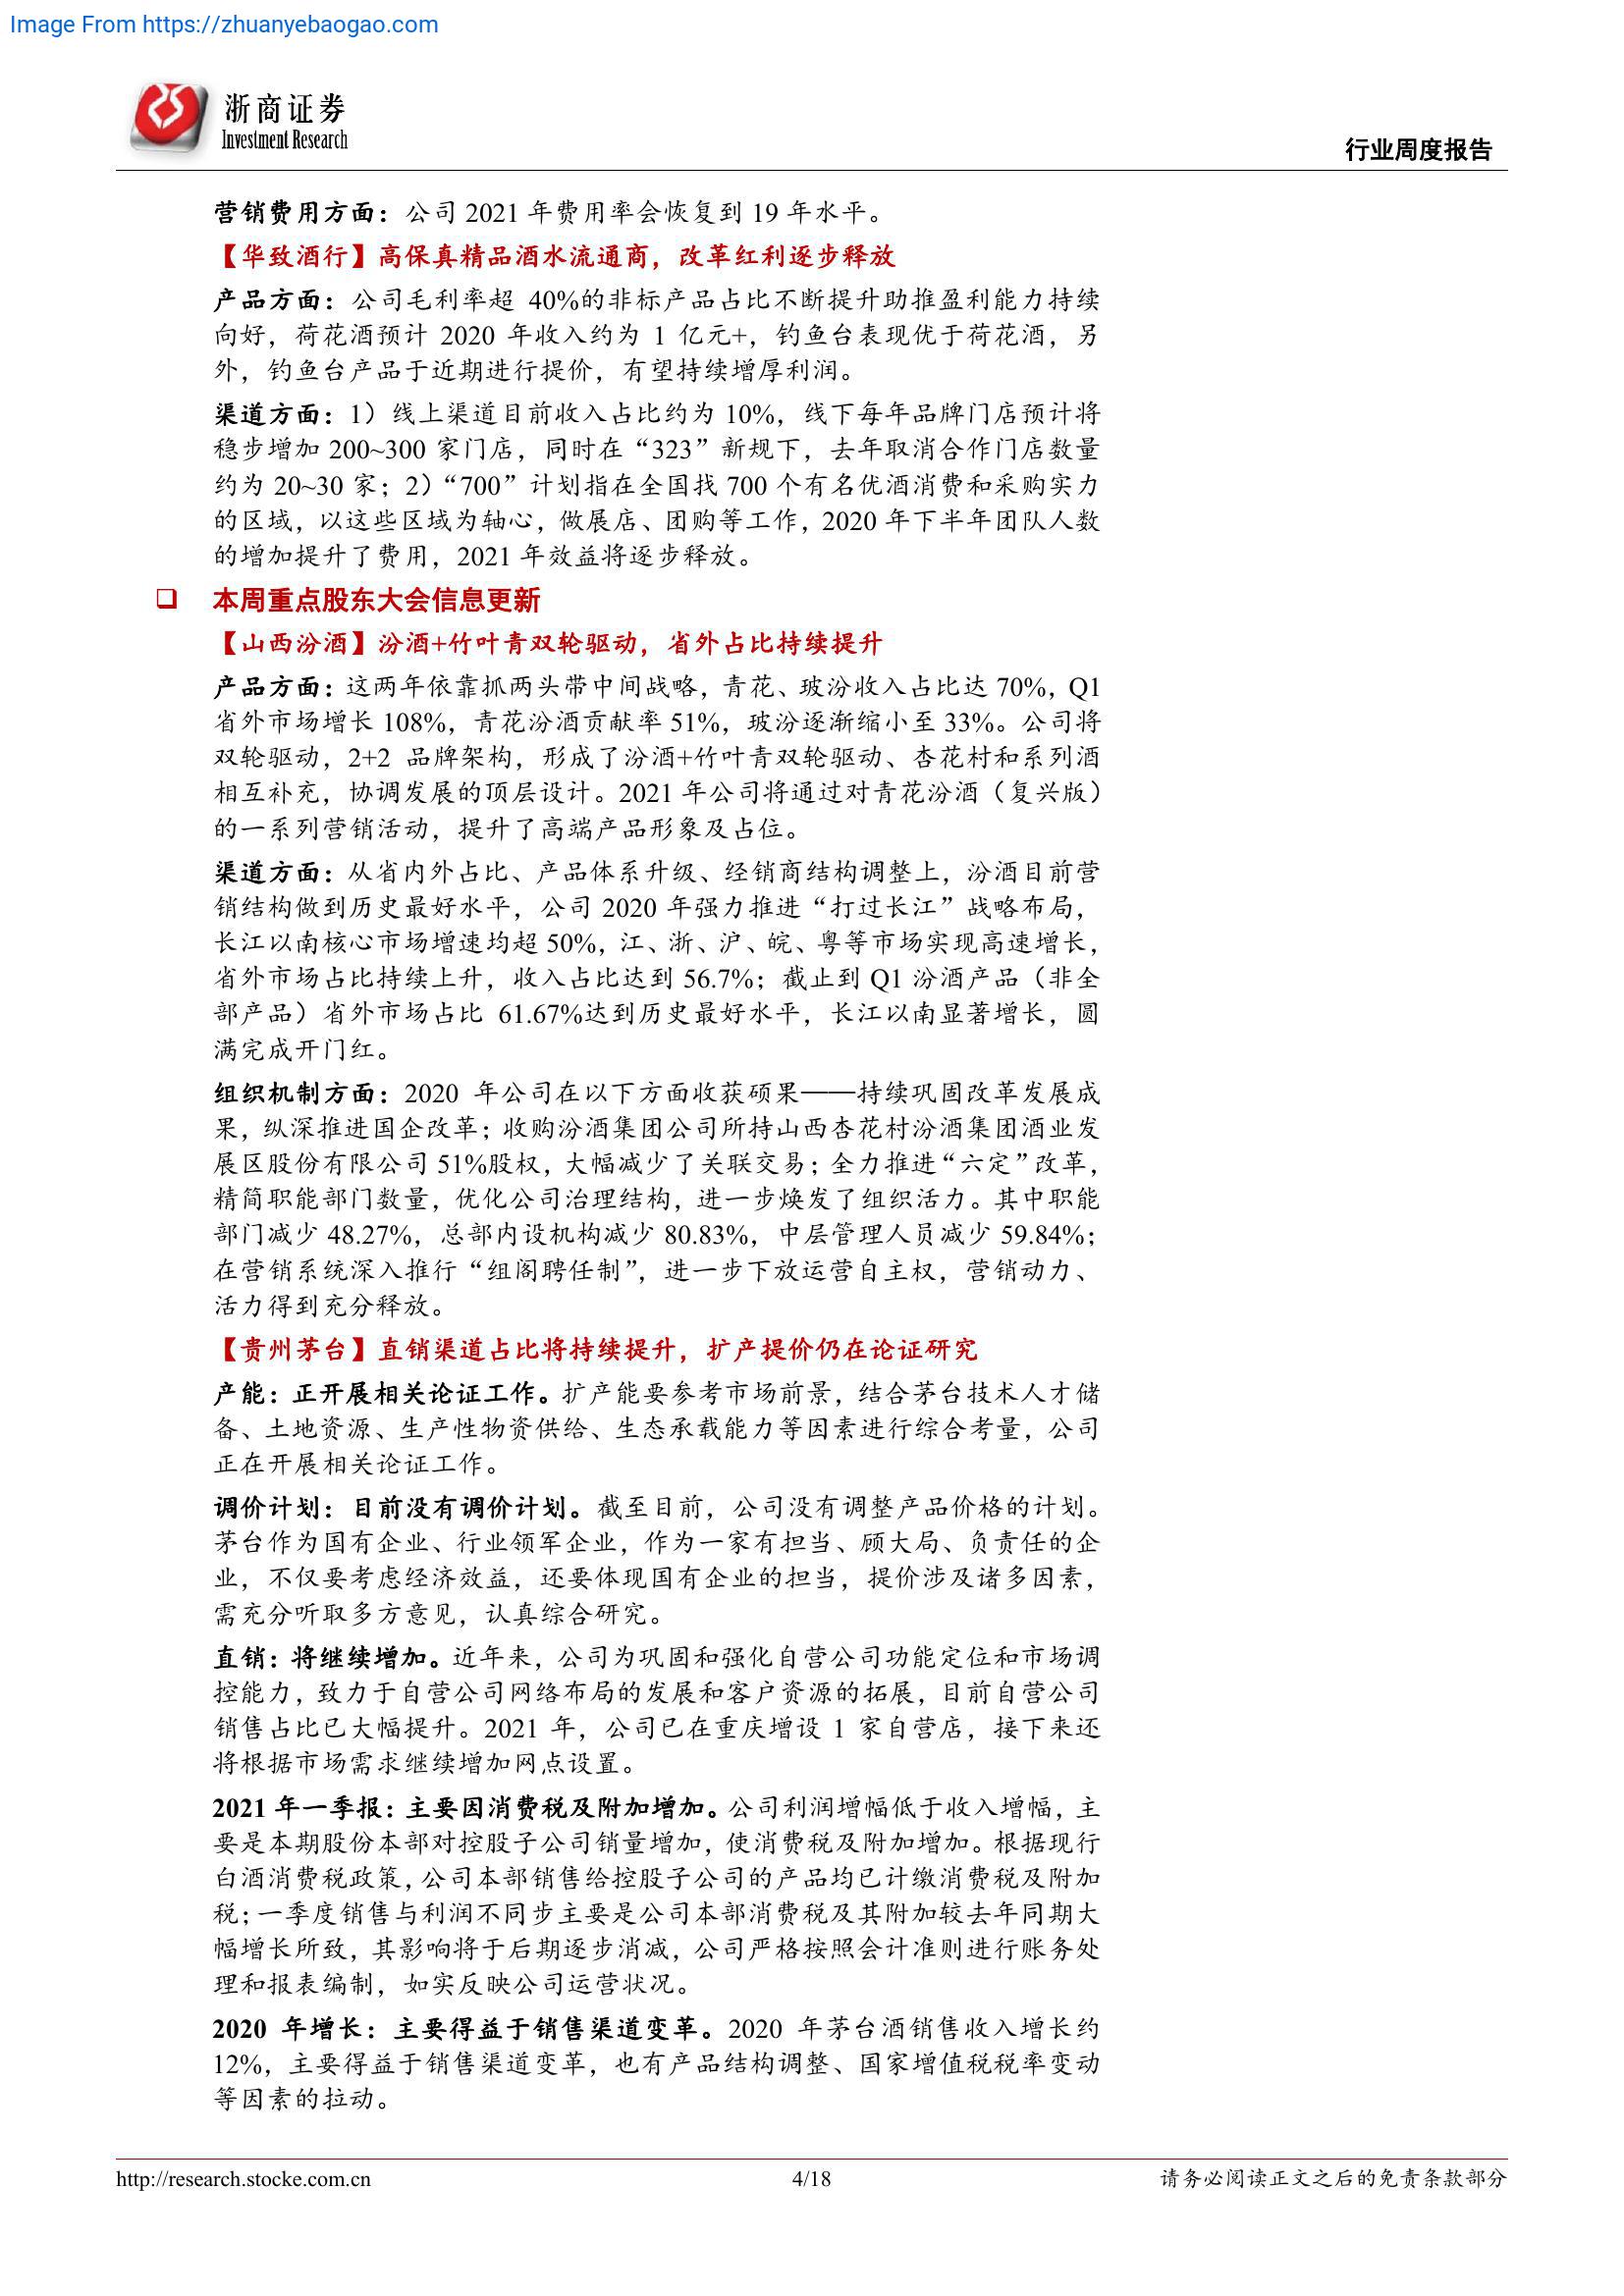 Image From https://zhuanyebaogao.com
浙商证券
Investment Research
行业周度报告
营销费用方面：公司 2021 年费用率会恢复到 19 年水平。
【华致酒行】高保真精品酒水流通商，改革红利逐步释放
产品方面：公司毛利率超 40%的非标产品占比不断提升助推盈利能力持续
向好，荷花酒预计 2020 年收入约为 1 亿元+，钓鱼台表现优于荷花酒，另
外，钓鱼台产品于近期进行提价，有望持续增厚利润。
渠道方面：1）线上渠道目前收入占比约为 10%，线下每年品牌门店预计将
稳步增加 200~300 家门店，同时在“323”新规下，去年取消合作门店数量
约为 20~30 家；2）“700”计划指在全国找 700 个有名优酒消费和采购实力
的区域，以这些区域为轴心，做展店、团购等工作，2020 年下半年团队人数
的增加提升了费用，2021 年效益将逐步释放。
❑ 本周重点股东大会信息更新
【山西汾酒】汾酒+竹叶青双轮驱动，省外占比持续提升
产品方面：这两年依靠抓两头带中间战略，青花、玻汾收入占比达 70%，Q1
省外市场增长 108%，青花汾酒贡献率 51%，玻汾逐渐缩小至 33%。公司将
双轮驱动，2+2 品牌架构，形成了汾酒+竹叶青双轮驱动、杏花村和系列酒
相互补充，协调发展的顶层设计。2021 年公司将通过对青花汾酒（复兴版）
的一系列营销活动，提升了高端产品形象及占位。
渠道方面：从省内外占比、产品体系升级、经销商结构调整上，汾酒目前营
销结构做到历史最好水平，公司 2020 年强力推进“打过长江”战略布局，
长江以南核心市场增速均超 50%，江、浙、沪、皖、粤等市场实现高速增长，
省外市场占比持续上升，收入占比达到 56.7%；截止到 Q1 汾酒产品（非全
部产品）省外市场占比 61.67%达到历史最好水平，长江以南显著增长，圆
满完成开门红。
组织机制方面：2020 年公司在以下方面收获硕果——持续巩固改革发展成
果，纵深推进国企改革；收购汾酒集团公司所持山西杏花村汾酒集团酒业发
展区股份有限公司 51%股权，大幅减少了关联交易；全力推进“六定”改革，
精简职能部门数量，优化公司治理结构，进一步焕发了组织活力。其中职能
部门减少 48.27%，总部内设机构减少 80.83%，中层管理人员减少 59.84%；
在营销系统深入推行“组阁聘任制”，进一步下放运营自主权，营销动力、
活力得到充分释放。
【贵州茅台】直销渠道占比将持续提升，扩产提价仍在论证研究
产能：正开展相关论证工作。扩产能要参考市场前景，结合茅台技术人才储
备、土地资源、生产性物资供给、生态承载能力等因素进行综合考量，公司
正在开展相关论证工作。
调价计划：目前没有调价计划。截至目前，公司没有调整产品价格的计划。
茅台作为国有企业、行业领军企业，作为一家有担当、顾大局、负责任的企
业，不仅要考虑经济效益，还要体现国有企业的担当，提价涉及诸多因素，
需充分听取多方意见，认真综合研究。
直销：将继续增加。近年来，公司为巩固和强化自营公司功能定位和市场调
控能力，致力于自营公司网络布局的发展和客户资源的拓展，目前自营公司
销售占比已大幅提升。2021 年，公司已在重庆增设 1 家自营店，接下来还
将根据市场需求继续增加网点设置。
2021 年一季报：主要因消费税及附加增加。公司利润增幅低于收入增幅，主
要是本期股份本部对控股子公司销量增加，使消费税及附加增加。根据现行
白酒消费税政策，公司本部销售给控股子公司的产品均已计缴消费税及附加
税；一季度销售与利润不同步主要是公司本部消费税及其附加较去年同期大
幅增长所致，其影响将于后期逐步消减，公司严格按照会计准则进行账务处
理和报表编制，如实反映公司运营状况。
2020 年增长：主要得益于销售渠道变革。2020 年茅台酒销售收入增长约
12%，主要得益于销售渠道变革，也有产品结构调整、国家增值税税率变动
等因素的拉动。
http://research.stocke.com.cn
4/18
请务必阅读正文之后的免责条款部分